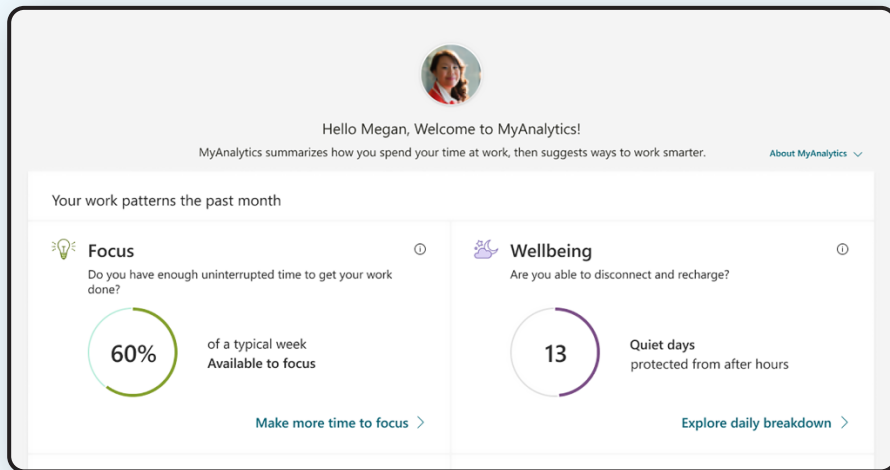 Hello Megan, Welcome to MyAnalytics!
MyAnalytics summarizes how you spend your time at work, then suggests ways to work smarter.
About MyAnalytics
Your work patterns the past month
Focus
Do you have enough uninterrupted time to get your work
done?
60%
of a typical week
Available to focus
Make more time to focus
Wellbeing
Are you able to disconnect and recharge?
13
Quiet days
protected from after hours
Explore daily breakdown